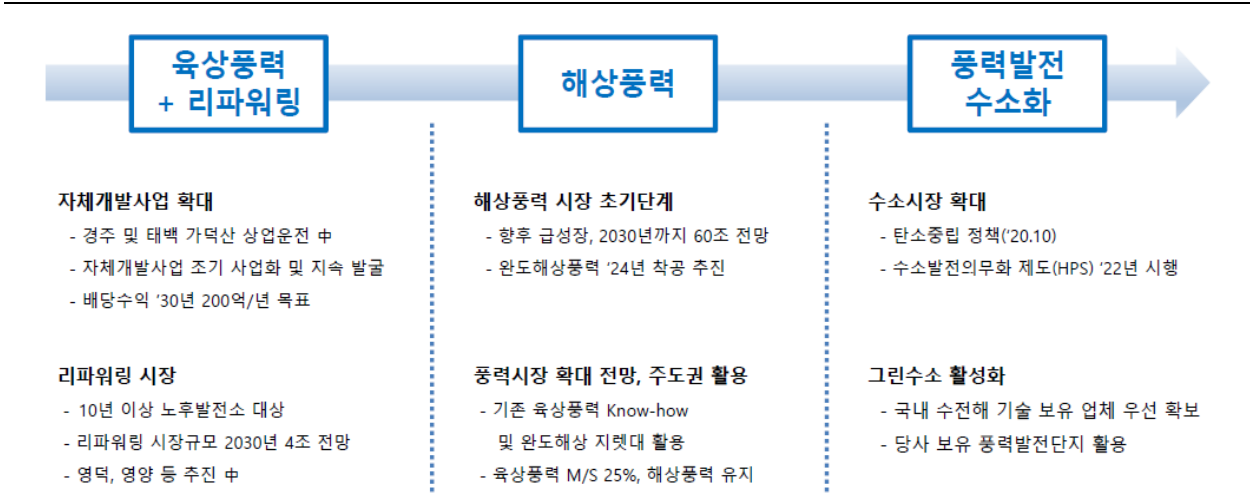 육상풍력
+ 리파워링
해상풍력
풍력발전
수소화
자체개발사업 확대
- 경주 및 태백 가덕산 상업운전 中
- 자체개발사업 조기 사업화 및 지속 발굴
- 배당수익 ‘30년 200억/년 목표
리파워링 시장
- 10년 이상 노후발전소 대상
- 리파워링 시장규모 2030년 4조 전망
- 영덕, 영양 등 추진 中
해상풍력 시장 초기단계
- 향후 급성장, 2030년까지 60조 전망
- 완도해상풍력 ‘24년 착공 추진
풍력시장 확대 전망, 주도권 활용
- 기존 육상풍력 Know-how
및 완도해상 지렛대 활용
- 육상풍력 M/S 25%, 해상풍력 유지
수소시장 확대
- 탄소중립 정책(‘20.10)
- 수소발전의무화 제도(HPS) ‘22년 시행
그린수소 활성화
- 국내 수전해 기술 보유 업체 우선 확보
- 당사 보유 풍력발전단지 활용